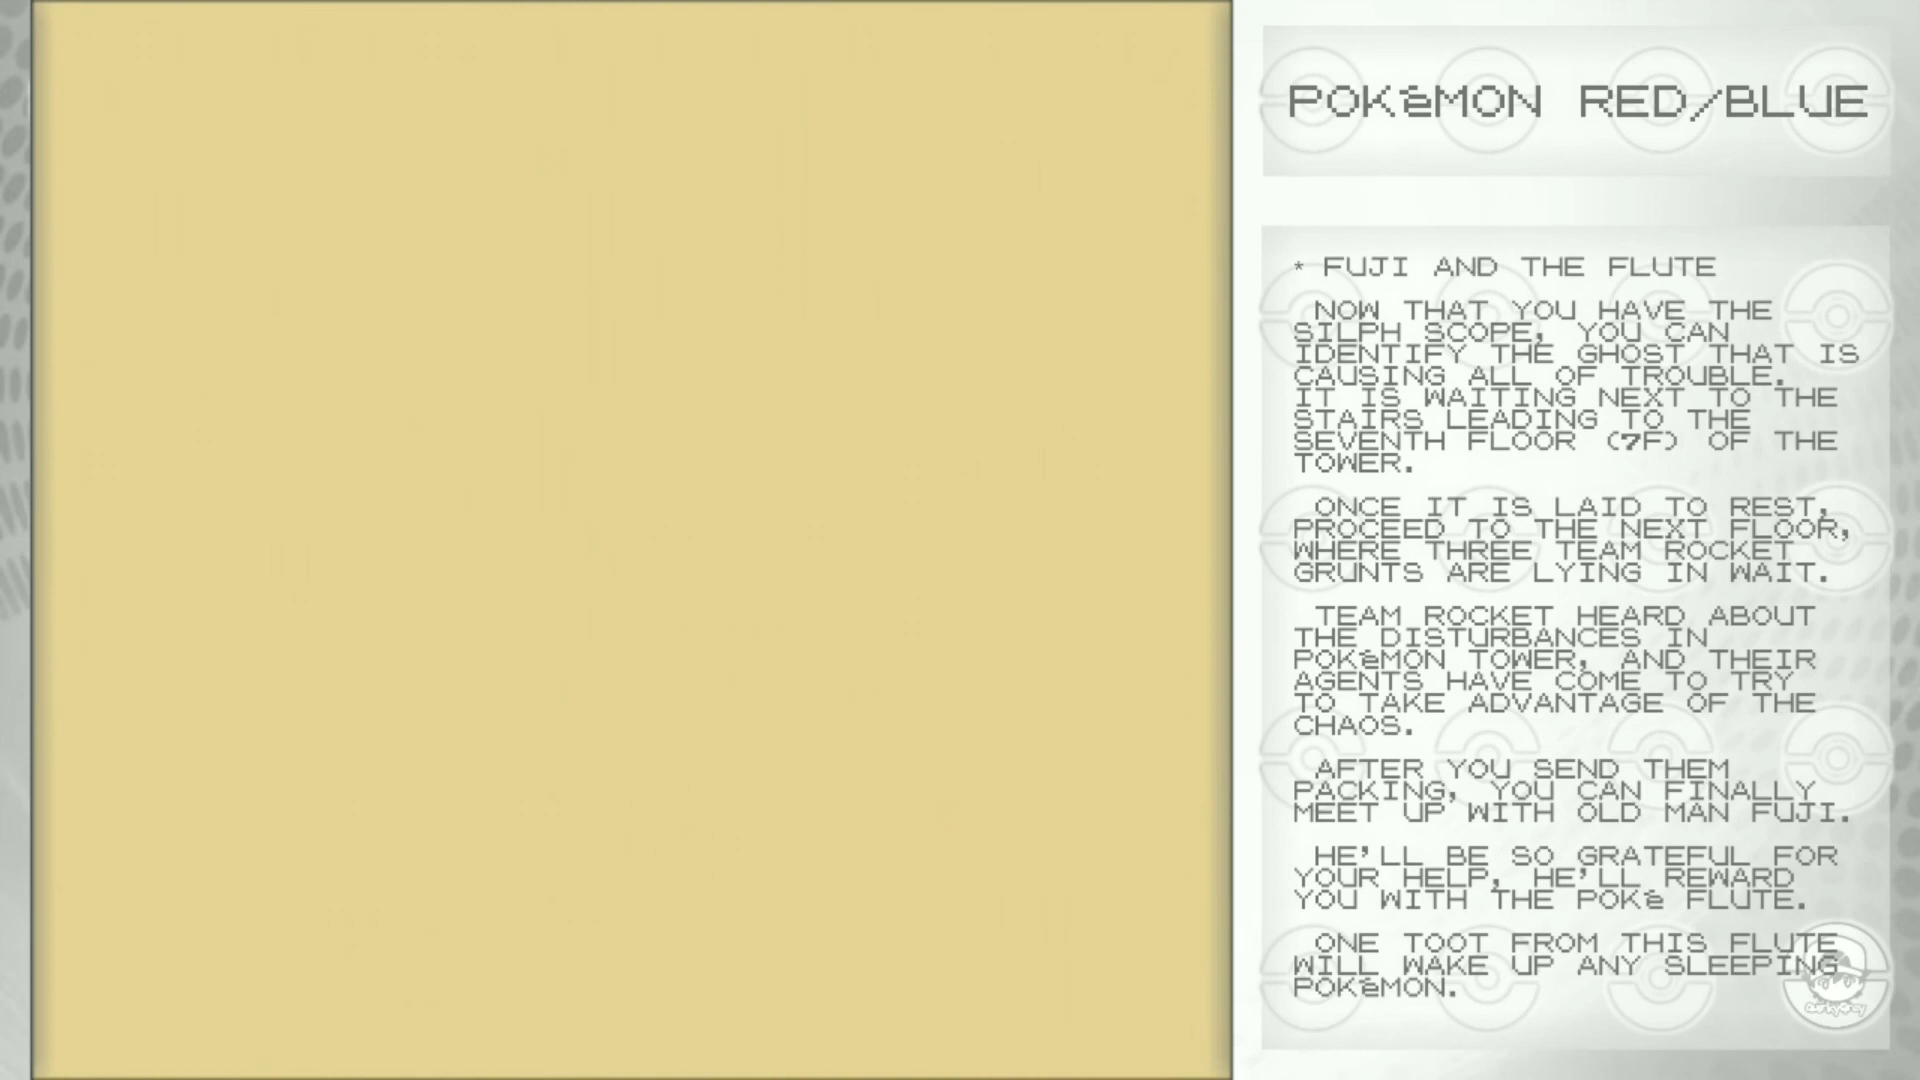 POKéMON RED/BLUE
* FUJI AND THE FLUTE
NOW THAT YOU HAVE THE
SILPH SCOPE, YOU CAN
IDENTIFY THE GHOST THAT IS
CAUSING ALL OF TROUBLE.
IT IS WAITING NEXT TO THE
STAIRS LEADING TO THE
SEVENTH FLOOR (7F) OF THE
TOWER.
ONCE IT IS LAID TO REST,
PROCEED TO THE NEXT FLOOR,
WHERE THREE TEAM ROCKET
GRUNTS ARE LYING IN WAIT.
TEAM ROCKET HEARD ABOUT
THE DISTURBANCES IN
POKéMON TOWER, AND THEIR
AGENTS HAVE COME TO TRY
TO TAKE ADVANTAGE OF THE
CHAOS.
AFTER YOU SEND THEM
PACKING, YOU CAN FINALLY
MEET UP WITH OLD MAN FUJI.
HE'LL BE SO GRATEFUL FOR
YOUR HELP, HE'LL REWARD
YOU WITH THE POKé FLUTE.
ONE TOOT FROM THIS FLUTE
WILL WAKE UP ANY SLEEPING
POKéMON.